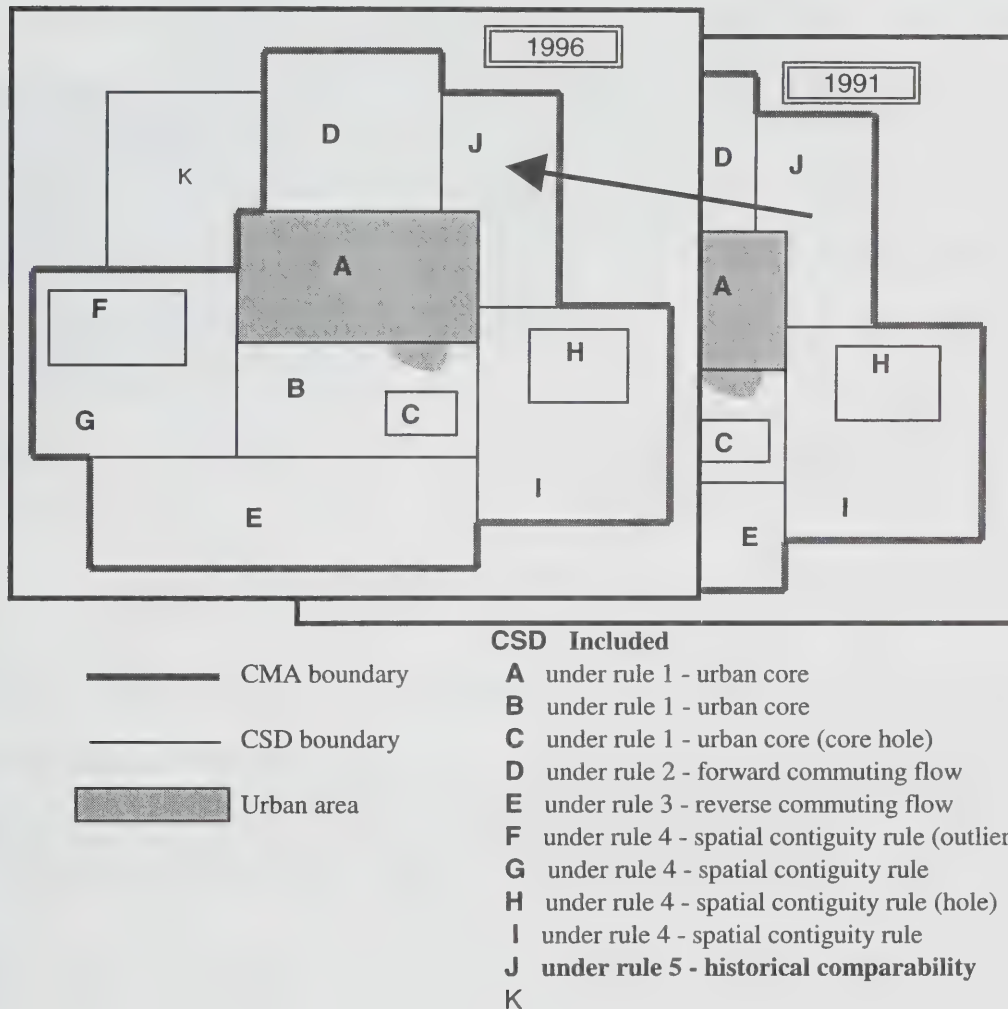 1996
1991
D
J
K
D
J
A
A
F
H
H
B
C
G
C
I
I
E
E
CSD Included
CMA boundary
A under rule 1 - urban core
B under rule 1 - urban core
CSD boundary
C under rule 1 - urban core (core hole)
D under rule 2 - forward commuting flow
Urban area
E under rule 3 - reverse commuting flow
F under rule 4 - spatial contiguity rule (outlier
G under rule 4 - spatial contiguity rule
H under rule 4 - spatial contiguity rule (hole)
I under rule 4 - spatial contiguity rule
J under rule 5 - historical comparability
K